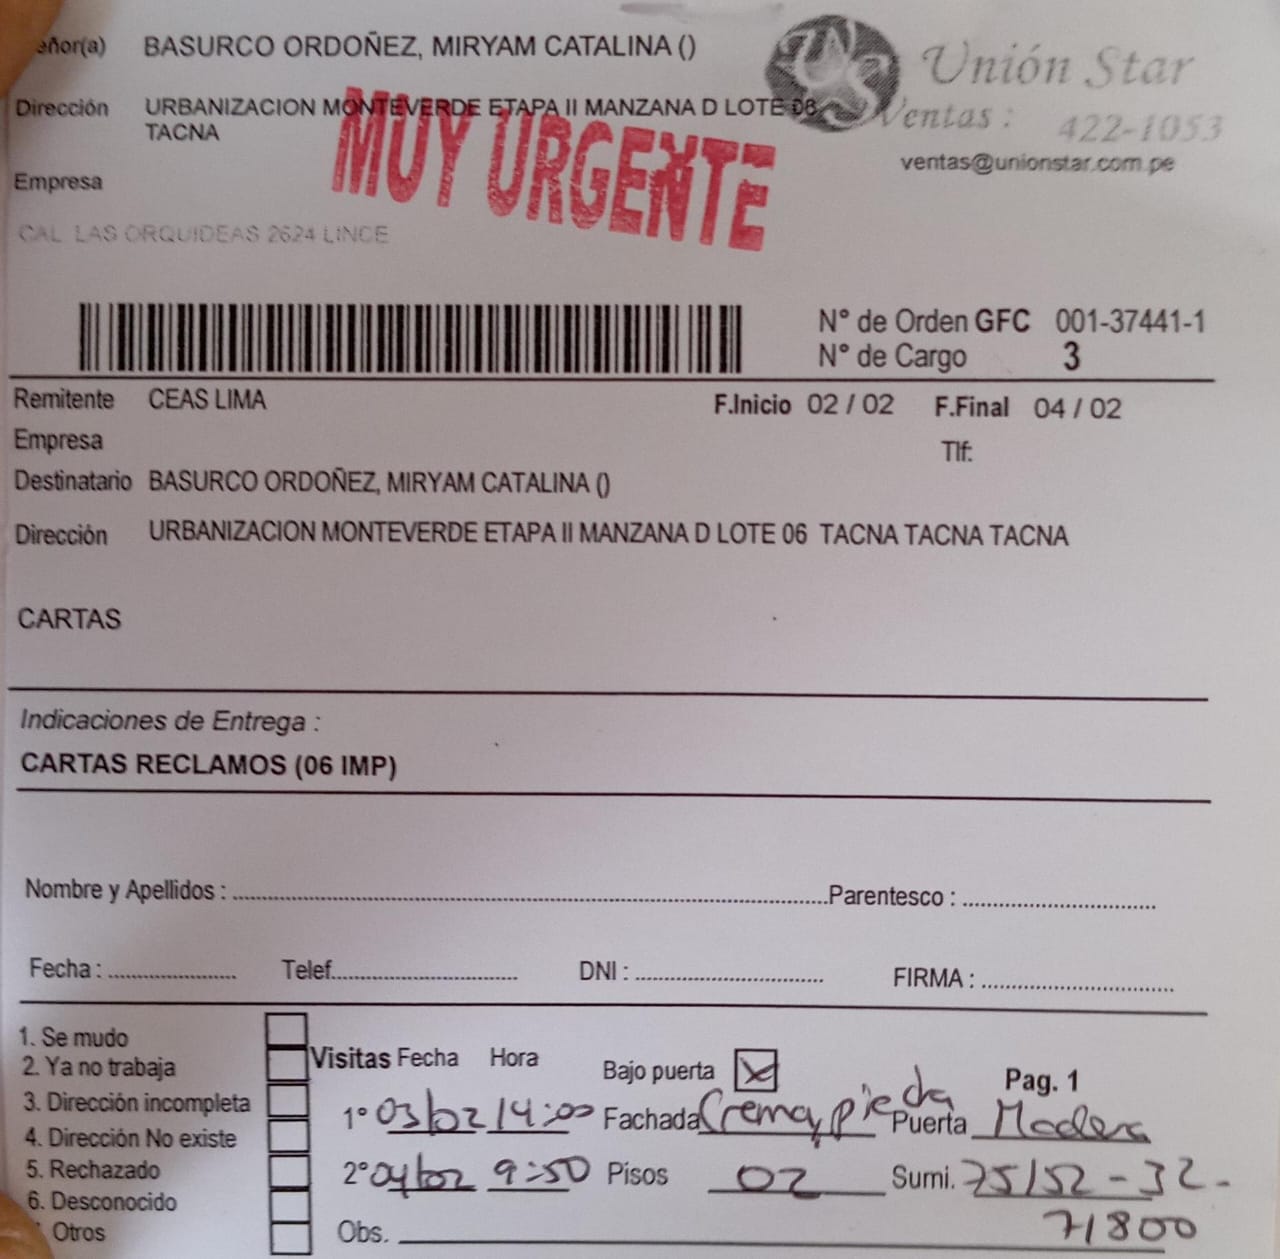 eñor(a) BASURCO ORDOÑEZ, MIRYAM CATALINA ()
Unión Star
Dirección URBANIZACION MONTEVERDE ETAPA II MANZANA D LOTE 06
TACNA
Ventas : 422-1053
ventas@unionstar.com.pe
MUY URGENTE
Empresa
CAL LAS ORQUIDEAS 2624 LINCE
N° de Orden GFC 001-37441-1
N° de Cargo 3
Remitente CEAS LIMA F.Inicio 02 / 02 F.Final 04 / 02
Empresa Tlf:
Destinatario BASURCO ORDOÑEZ, MIRYAM CATALINA ()
Dirección URBANIZACION MONTEVERDE ETAPA II MANZANA D LOTE 06 TACNA TACNA TACNA
CARTAS
Indicaciones de Entrega :
CARTAS RECLAMOS (06 IMP)
Nombre y Apellidos : Parentesco :
Fecha : Telef. DNI : FIRMA :
1. Se mudo
2. Ya no trabaja
3. Dirección incompleta
4. Dirección No existe
5. Rechazado
6. Desconocido
Otros
Visitas Fecha Hora Bajo puerta Pag. 1
1° 03/02 14:00 Fachada Crema y piedra Puerta Madera
2° 04/02 9:50 Pisos 02 Sumi. 75152-32-
71800
Obs.